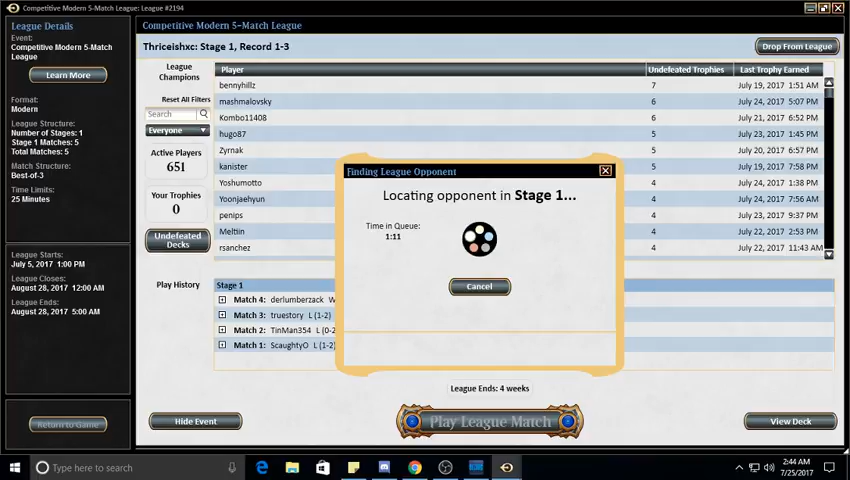 Competitive Modern 5-Match League: League #2194
League Details
Event:
Competitive Modern 5-Match
League
Learn More
Format:
Modern
League Structure:
Number of Stages: 1
Stage 1 Matches: 5
Total Matches: 5
Match Structure:
Best-of-3
Time Limits:
25 Minutes
League Starts:
July 5, 2017 1:00 PM
League Closes:
August 28, 2017 12:00 AM
League Ends:
August 28, 2017 5:00 AM
Return to Game
Competitive Modern 5-Match League
Thriceishxc: Stage 1, Record 1-3
Drop From League
League
Champions
Reset All Filters
Search
Everyone
Active Players
651
Your Trophies
0
Undefeated
Decks
Player Undefeated Trophies Last Trophy Earned
bennyhillz 7 July 19, 2017 1:51 AM
mashmalovsky 6 July 24, 2017 5:07 PM
Kombo11408 6 July 21, 2017 6:52 PM
hugo87 5 July 23, 2017 1:45 PM
Zyrnak 5 July 20, 2017 6:57 PM
kanister 5 July 19, 2017 7:58 PM
Yoshumotto 4 July 24, 2017 1:38 PM
Yoonjaehyun 4 July 24, 2017 7:56 AM
penips 4 July 23, 2017 9:37 PM
Meltiin 4 July 22, 2017 2:53 PM
rsanchez 4 July 22, 2017 11:43 AM
Finding League Opponent
Locating opponent in Stage 1...
Time in Queue:
1:11
Cancel
Play History
Stage 1
Match 4: derlumberzack W
Match 3: truestory L (1-2)
Match 2: TinMan354 L (0-2
Match 1: ScaughtyO L (1-2)
League Ends: 4 weeks
Hide Event
Play League Match
View Deck
Type here to search
2:44 AM
7/25/2017